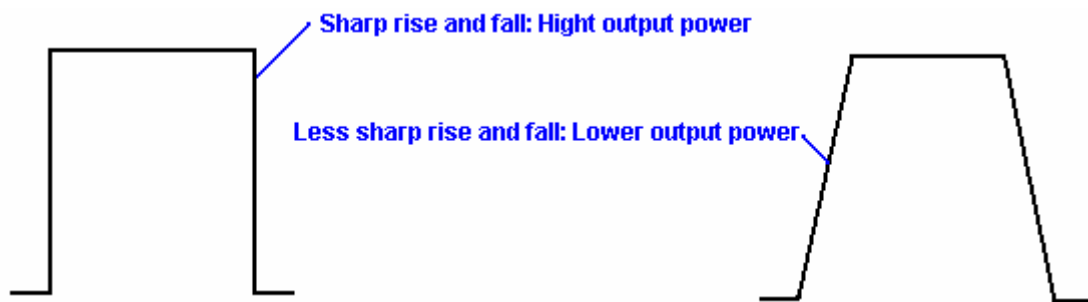 Sharp rise and fall: Hight output power
Less sharp rise and fall: Lower output power